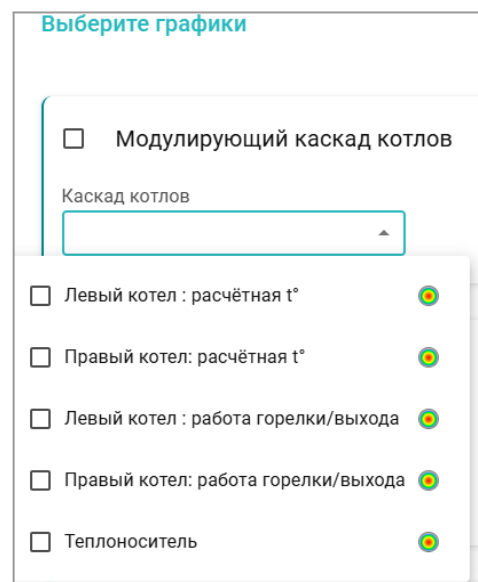 Выберите графики
Модулирующий каскад котлов
Каскад котлов
Левый котел : расчётная t°
Правый котел: расчётная t°
Левый котел : работа горелки/выхода
Правый котел: работа горелки/выхода
Теплоноситель